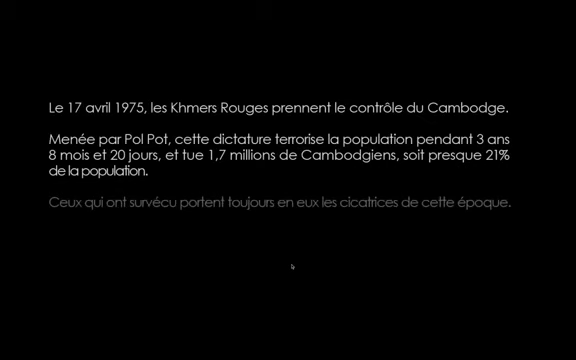 Le 17 avril 1975, les Khmers Rouges prennent le contrôle du Cambodge.
Menée par Pol Pot, cette dictature terrorise la population pendant 3 ans
8 mois et 20 jours, et tue 1,7 millions de Cambodgiens, soit presque 21%
de la population.
Ceux qui ont survécu portent toujours en eux les cicatrices de cette époque.